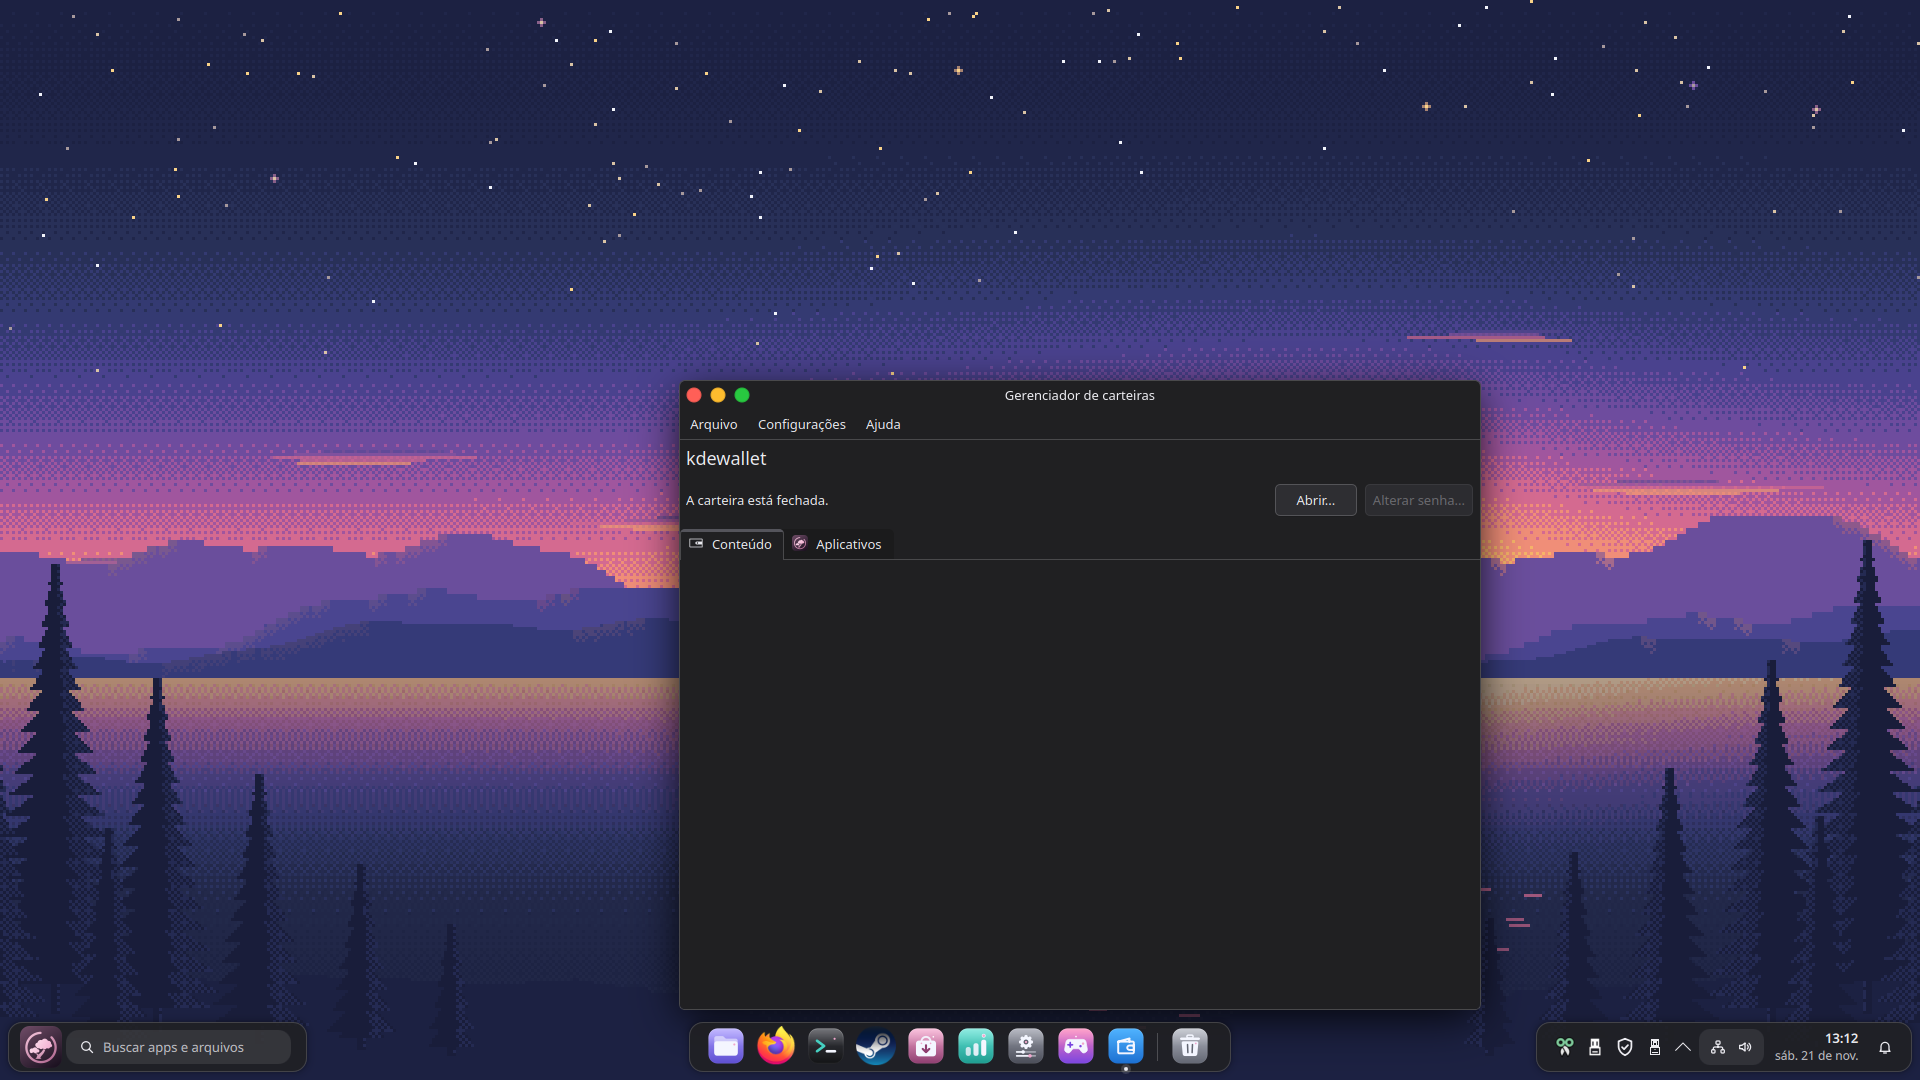 Gerenciador de carteiras
Arquivo Configurações Ajuda
kdewallet
A carteira está fechada.
Abrir...
Alterar senha...
Conteúdo Aplicativos
Buscar apps e arquivos
13:12
sáb. 21 de nov.